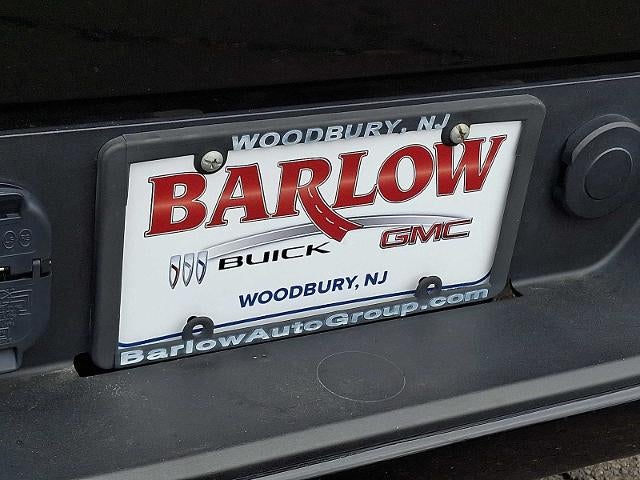 WOODBURY, NJ
BARLOW
BUICK GMC
WOODBURY, NJ
BarlowAutoGroup.com